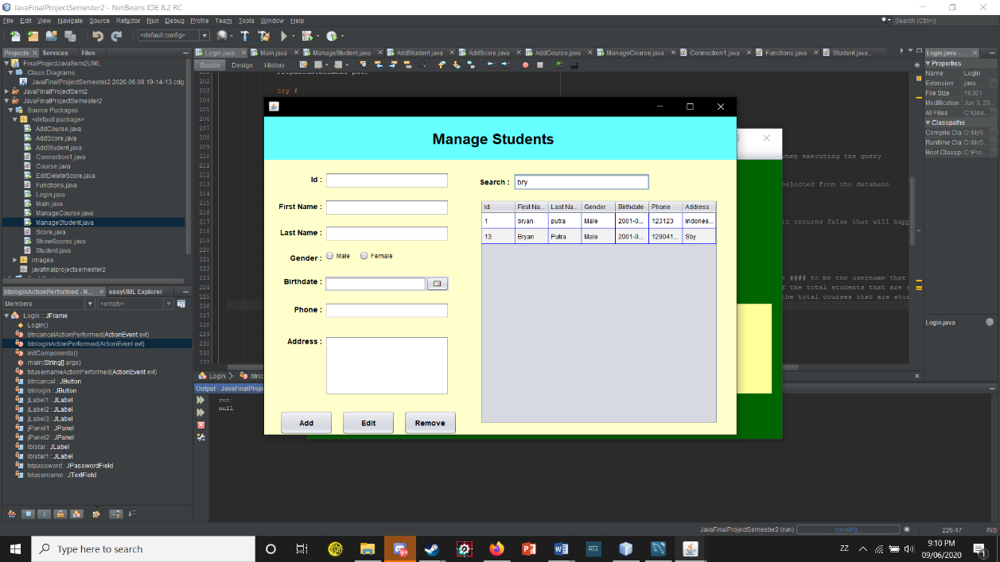 JavaFinalProjectSemester2 - NetBeans IDE 8.2 RC
File Edit View Navigate Source Refactor Run Debug Profile Team Tools Window Help
Search (Ctrl+I)
<default config>
Projects Services Files
FinalProjectJavaSem2UML
Class Diagrams
JavaFinalProjectSemester2 2020.06.08 19-14-13.cdg
JavaFinalProjectSem2
JavaFinalProjectSemester2
Source Packages
<default package>
AddCourse.java
AddScore.java
AddStudent.java
Connection1.java
Course.java
EditDeleteScore.java
Functions.java
Login.java
Main.java
ManageCourse.java
ManageStudent.java
Score.java
ShowScores.java
Student.java
images
javafinalprojectsemester2
btnloginActionPerformed - N...
easyUML Explorer
Members
<empty>
Login :: JFrame
Login()
btncancelActionPerformed(ActionEvent evt)
btnloginActionPerformed(ActionEvent evt)
initComponents()
main(String[] args)
txtusernameActionPerformed(ActionEvent evt)
btncancel : JButton
btnlogin : JButton
jLabel1 : JLabel
jLabel2 : JLabel
jLabel3 : JLabel
jPanel1 : JPanel
jPanel2 : JPanel
lblstar : JLabel
lblstar1 : JLabel
txtpassword : JPasswordField
txtusername : JTextField
Login.java Main.java ManageStudent.java AddStudent.java AddScore.java AddCourse.java ManageCourse.java Connection1.java Functions.java Student.java
Source Design History
201
202
203 try {
204
205
206
207
208
209
210
211
212
213
214
215
216
217
218
219
220
221
222
223
224
225
226
227
228
229
230
231
232
when executing the query
selected from the database
it returns false that will happ
#### to be the username that
f the total students that are s
the total courses that are stor
Manage Students
Id :
First Name :
Last Name :
Gender :
Male
Female
Birthdate :
Phone :
Address :
Add
Edit
Remove
Search :
bry
Id First Na... Last Na... Gender Birthdate Phone Address
1 bryan putra Male 2001-0... 123123 indones...
13 Bryan Putra Male 2001-0... 129041... Sby
Login
btnlo
Output - JavaFinalProje
run:
null
Login.java - ...
Properties
Name Login
Extension java
File Size 16301
Modification Jun 3, 20...
All Files C:\Use...
Classpaths
Compile Cla D:\MyS...
Runtime Cla D:\MyS...
Boot Classp C:\Pro...
Login.java
JavaFinalProjectSemester2 (run)
running...
226:47
INS
Type here to search
9+
RTI
ZZ
9:10 PM
09/06/2020
1